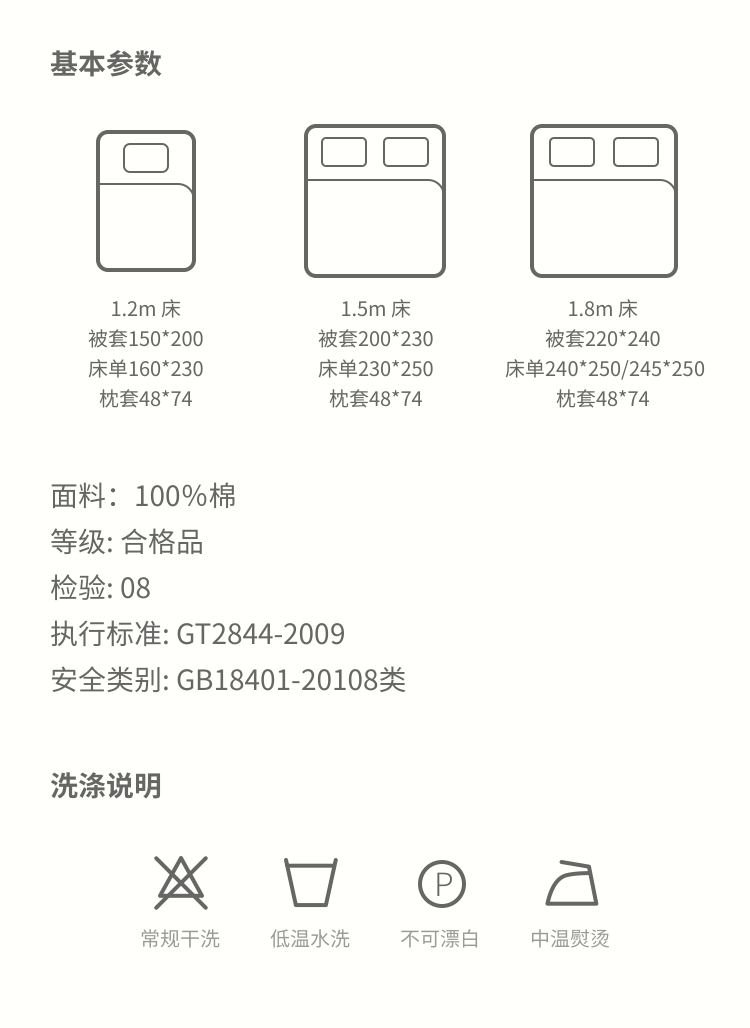 基本参数
1.2m 床
被套150*200
床单160*230
枕套48*74
1.5m 床
被套200*230
床单230*250
枕套48*74
1.8m 床
被套220*240
床单240*250/245*250
枕套48*74
面料：100%棉
等级: 合格品
检验: 08
执行标准: GT2844-2009
安全类别: GB18401-20108类
洗涤说明
P
常规干洗 低温水洗 不可漂白 中温熨烫